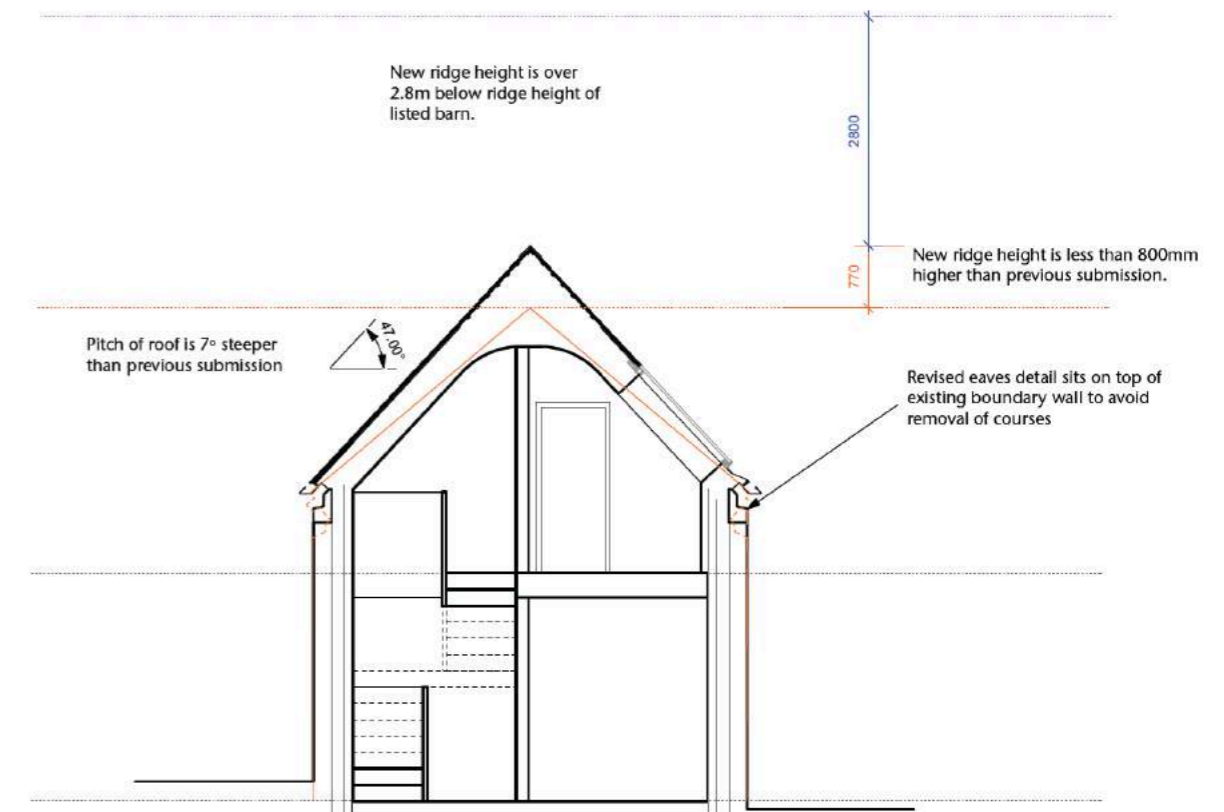 New ridge height is over
2.8m below ridge height of
listed barn.
2800
New ridge height is less than 800mm
higher than previous submission.
770
Pitch of roof is 7° steeper
than previous submission
47.00°
Revised eaves detail sits on top of
existing boundary wall to avoid
removal of courses